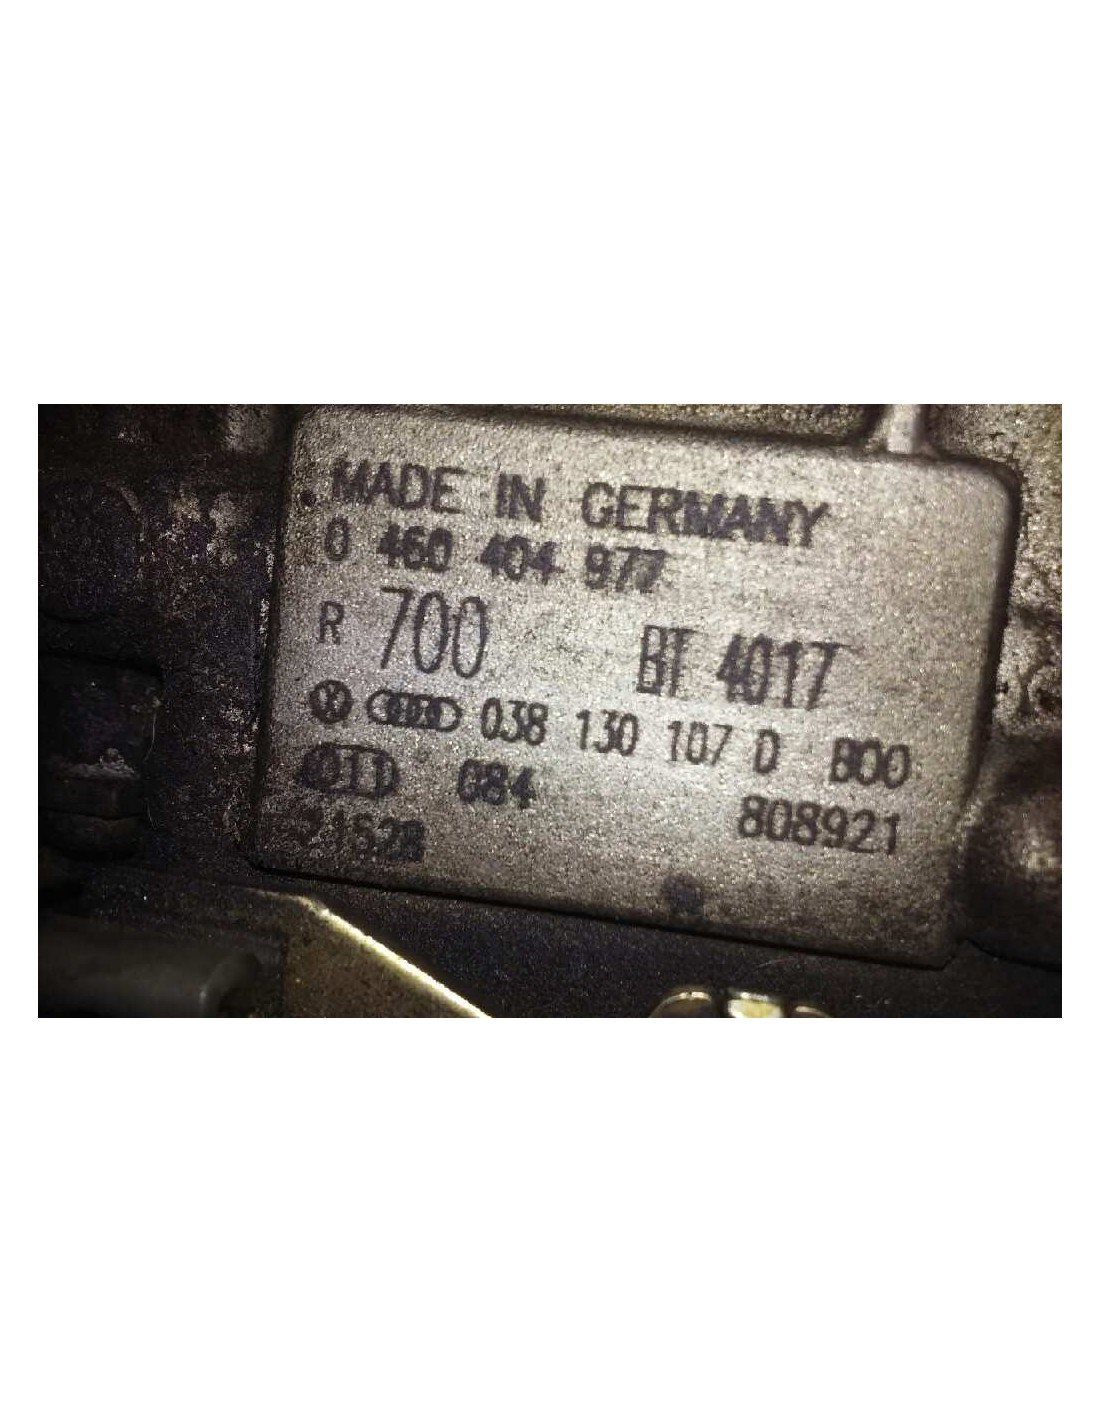 MADE IN GERMANY
0 460 404 977
R 700 BT 4017
038 130 107 D B00
084 808921